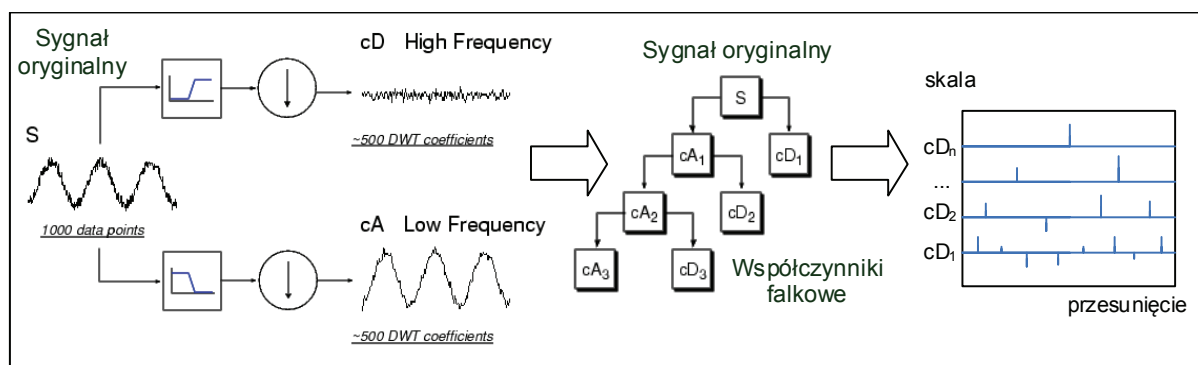 Sygnał
oryginalny
S
1000 data points
cD High Frequency
~500 DWT coefficients
cA Low Frequency
~500 DWT coefficients
Sygnał oryginalny
S
cA1 cD1
cA2 cD2
cA3 cD3
Współczynniki
falkowe
skala
cDn
...
cD2
cD1
przesunięcie